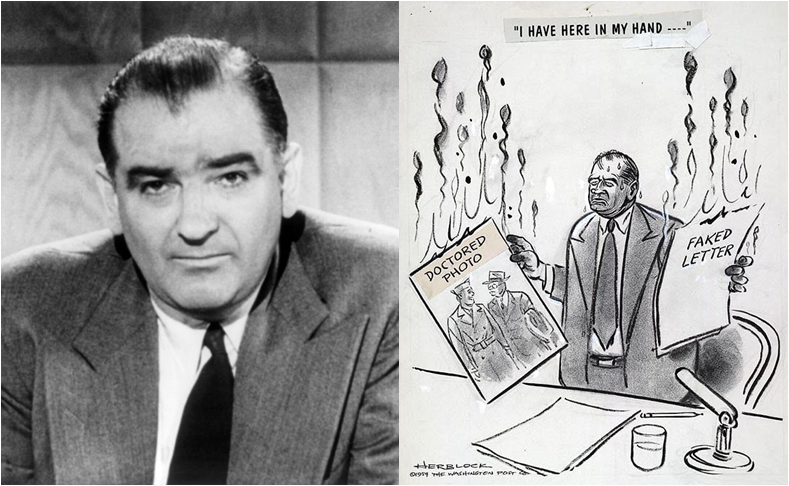 "I HAVE HERE IN MY HAND ----"
DOCTORED
PHOTO
FAKED
LETTER
HERBLOCK
©1954 THE WASHINGTON POST CO.